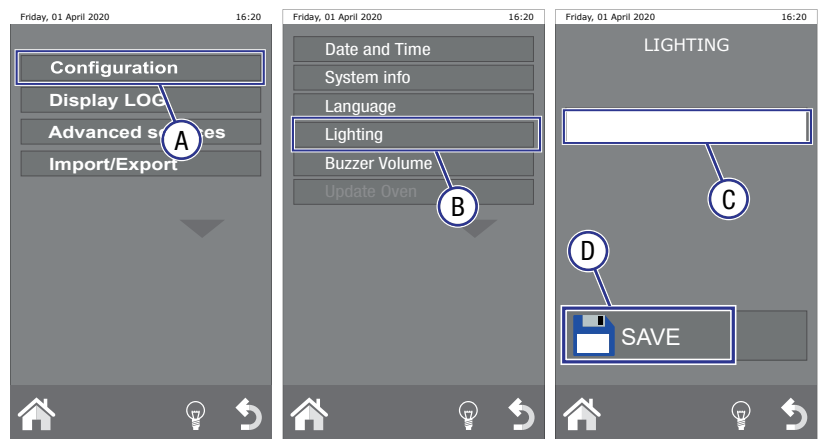 Friday, 01 April 2020 16:20
Configuration
Display LOG
Advanced se ces
Import/Export
A
Friday, 01 April 2020 16:20
Date and Time
System info
Language
Lighting
Buzzer Volume
Update Oven
B
Friday, 01 April 2020 16:20
LIGHTING
C
D
SAVE